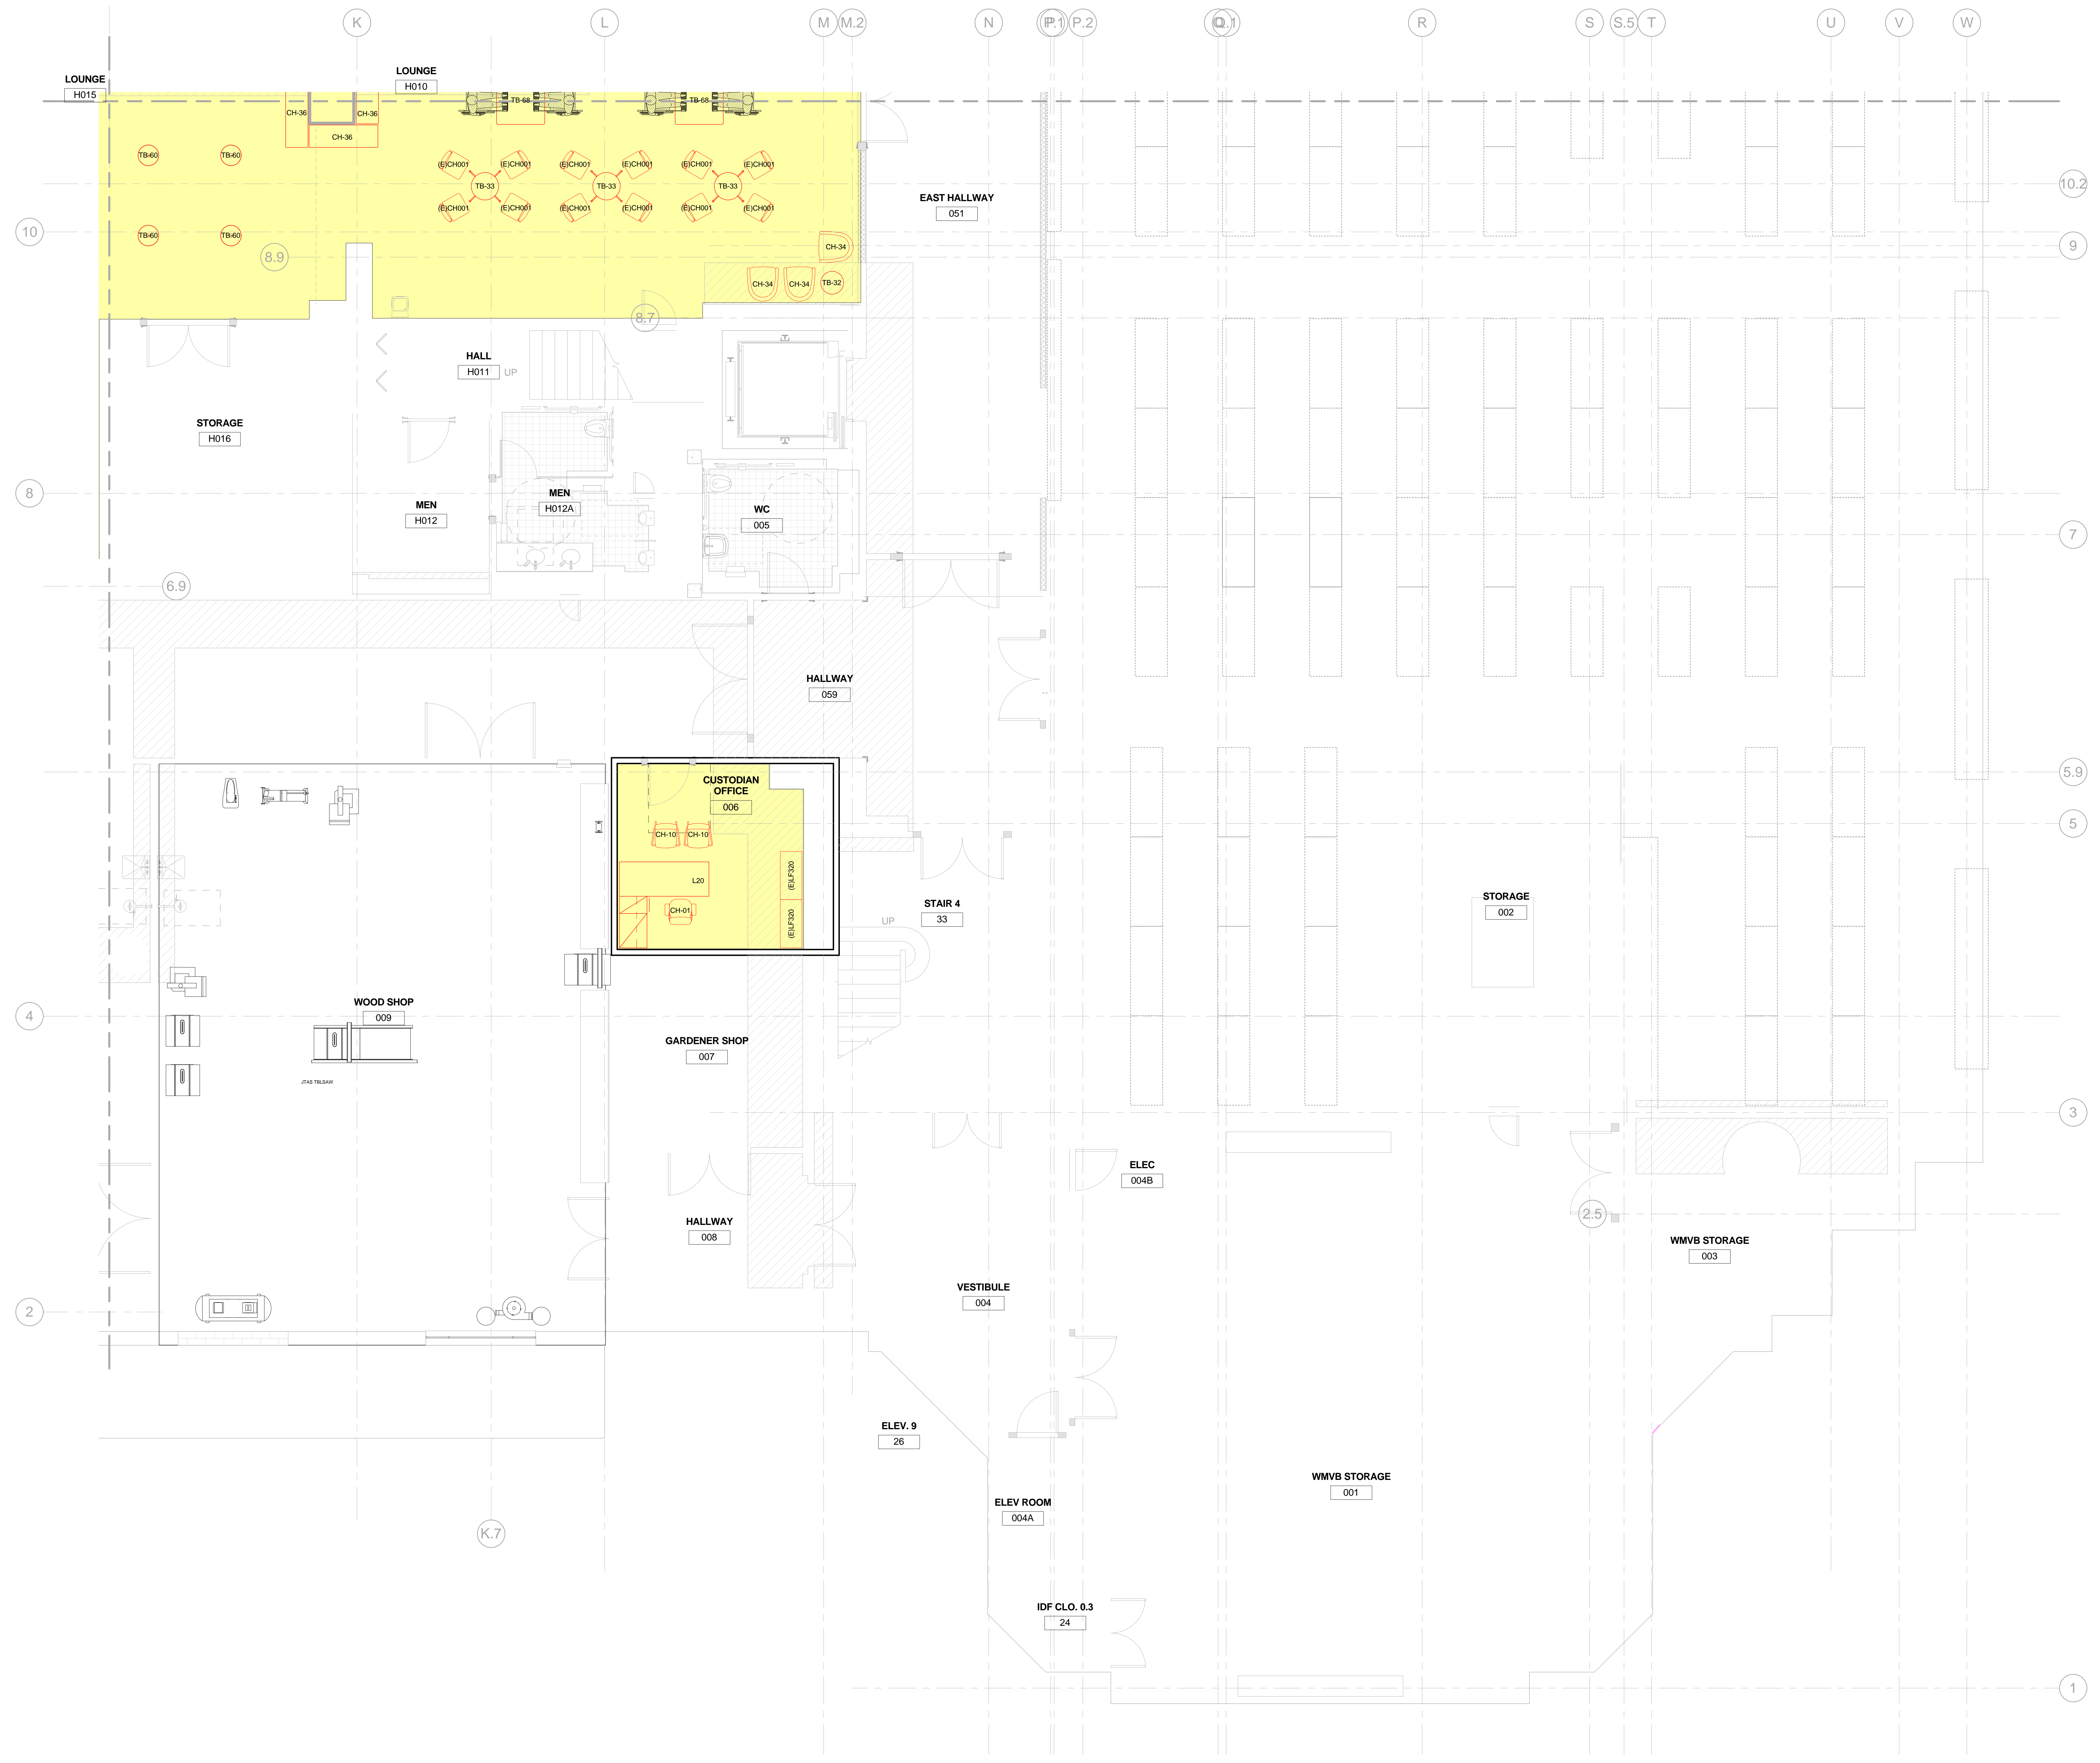 K
L
M
M.2
N
P.1
P.2
Q.1
R
S
S.5
T
U
V
W
LOUNGE
H015
LOUNGE
H010
CH-36
CH-36
CH-36
TB-68
TB-68
TB-60
TB-60
(E)CH001
(E)CH001
(E)CH001
(E)CH001
(E)CH001
(E)CH001
TB-33
TB-33
TB-33
(E)CH001
(E)CH001
(E)CH001
(E)CH001
(E)CH001
(E)CH001
EAST HALLWAY
051
10.2
10
TB-60
TB-60
CH-34
9
8.9
CH-34
CH-34
TB-32
8.7
HALL
H011
UP
STORAGE
H016
8
MEN
H012
MEN
H012A
WC
005
7
6.9
HALLWAY
059
5.9
CUSTODIAN
OFFICE
006
CH-10
CH-10
5
L20
(E)LF320
CH-01
(E)LF320
STAIR 4
33
UP
STORAGE
002
WOOD SHOP
009
4
JTAS TBLSAW
GARDENER SHOP
007
3
ELEC
004B
HALLWAY
008
2.5
WMVB STORAGE
003
VESTIBULE
004
2
ELEV. 9
26
K.7
ELEV ROOM
004A
WMVB STORAGE
001
IDF CLO. 0.3
24
1